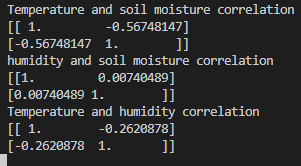 Temperature and soil moisture correlation
[[ 1.         -0.56748147]
[-0.56748147  1.        ]]
humidity and soil moisture correlation
[[1.         0.00740489]
[0.00740489 1.        ]]
Temperature and humidity correlation
[[ 1.        -0.2620878]
[-0.2620878  1.       ]]